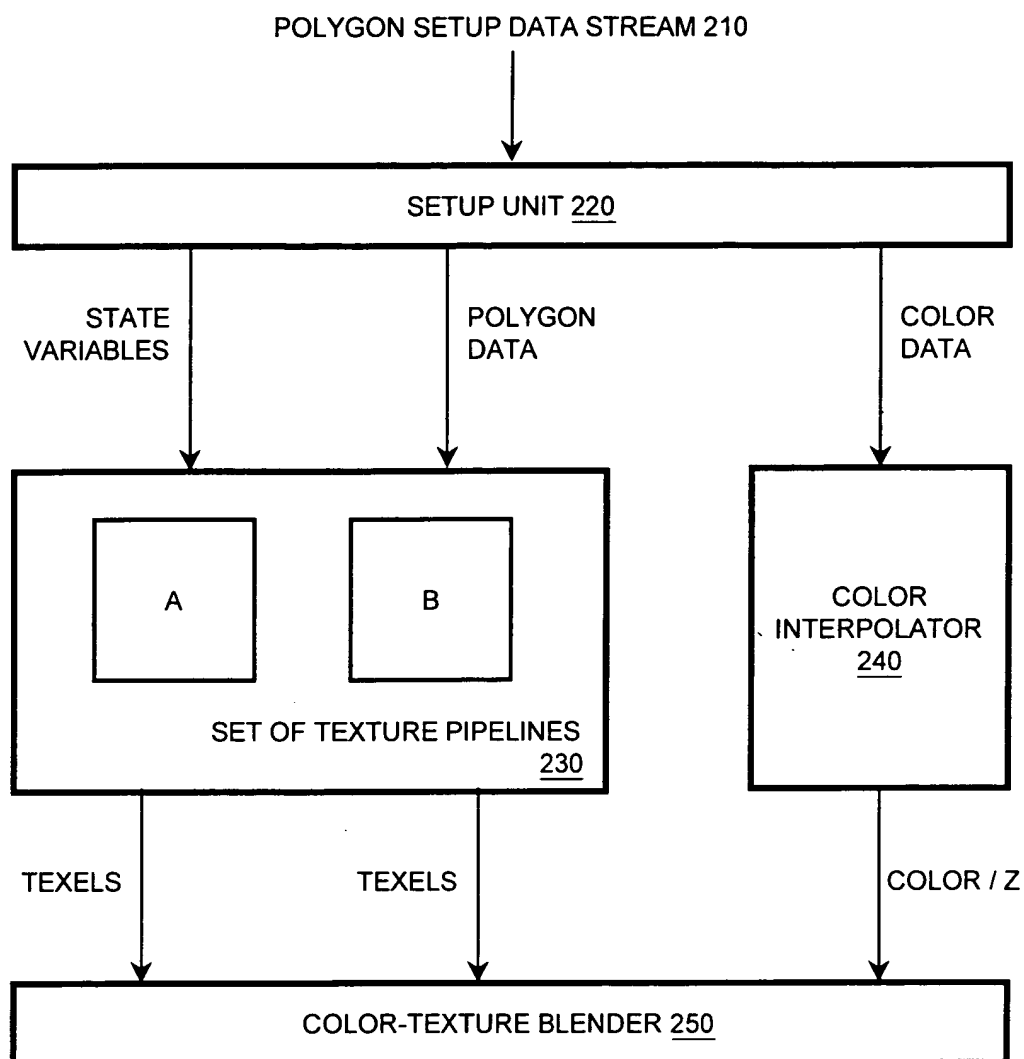 POLYGON SETUP DATA STREAM 210
SETUP UNIT 220
STATE
VARIABLES
POLYGON
DATA
COLOR
DATA
A
B
SET OF TEXTURE PIPELINES
230
COLOR
INTERPOLATOR
240
TEXELS
TEXELS
COLOR / Z
COLOR-TEXTURE BLENDER 250